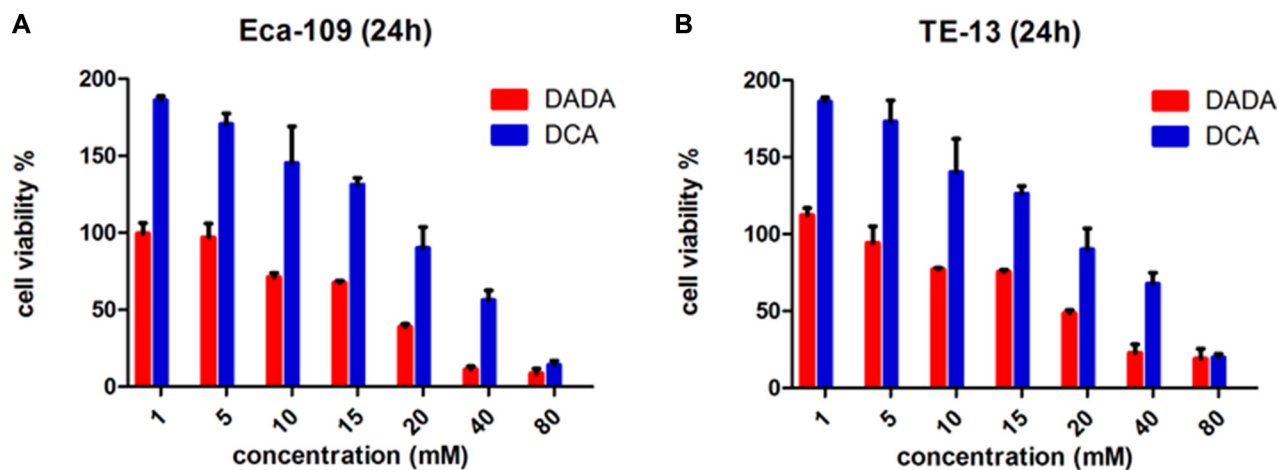 A
Eca-109 (24h)
cell viability %
200
150
100
50
0
DADA
DCA
1 5 10 15 20 40 80
concentration (mM)
B
TE-13 (24h)
cell viability %
200
150
100
50
0
DADA
DCA
1 5 10 15 20 40 80
concentration (mM)